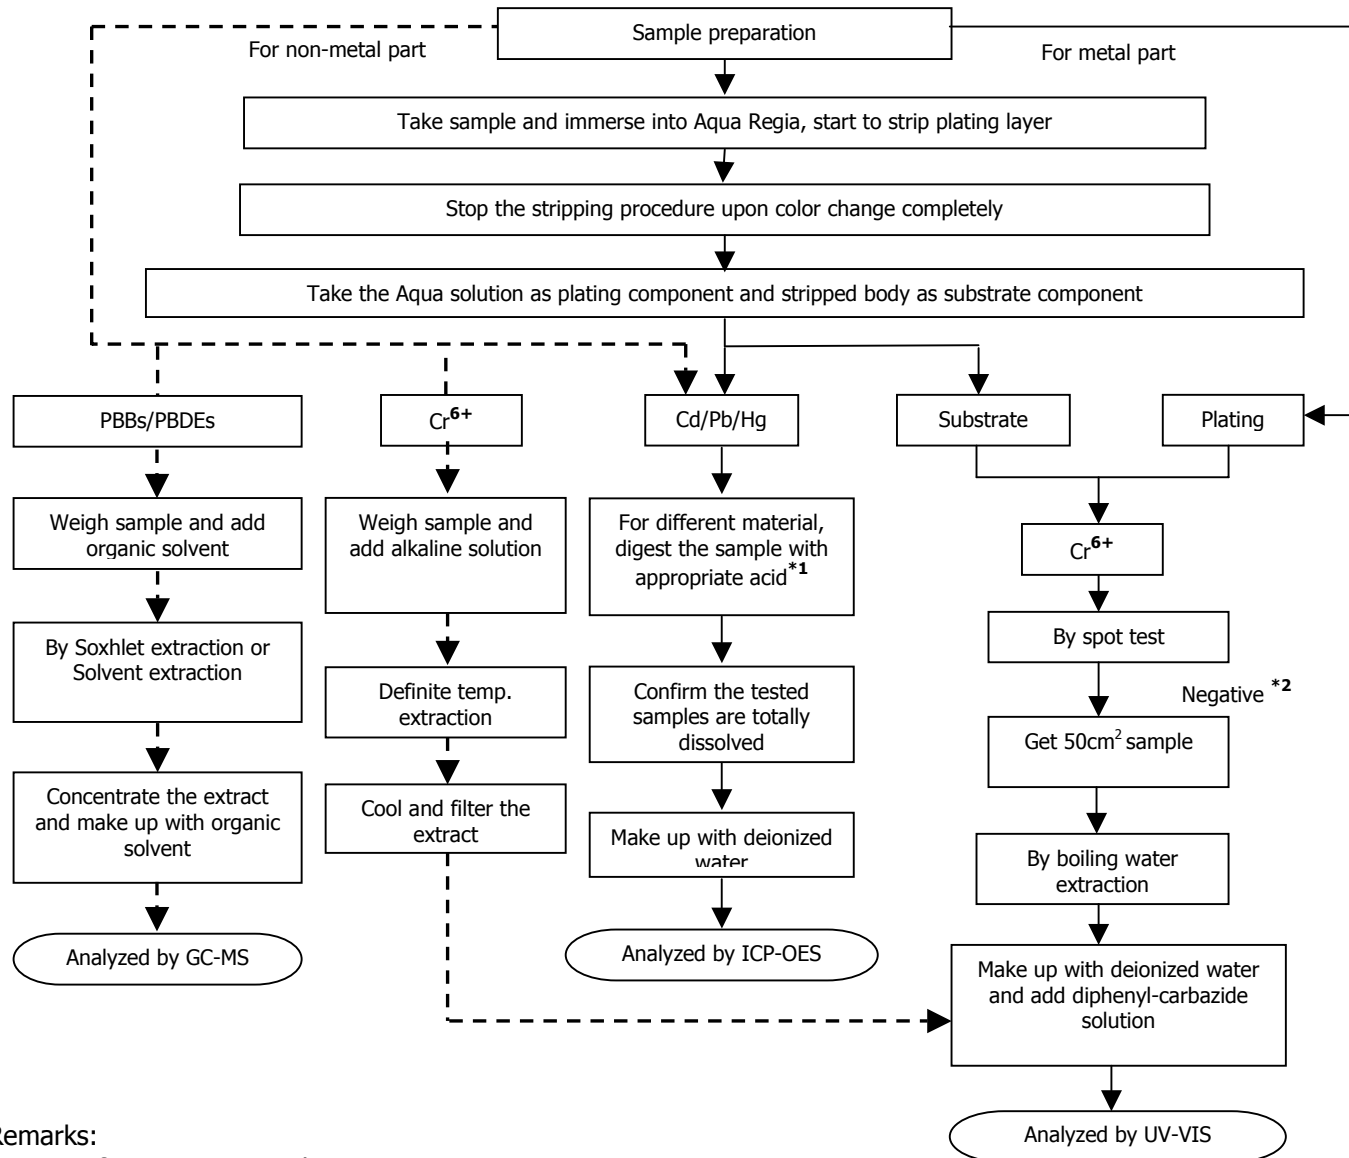 Sample preparation
For non-metal part
For metal part
Take sample and immerse into Aqua Regia, start to strip plating layer
Stop the stripping procedure upon color change completely
Take the Aqua solution as plating component and stripped body as substrate component
PBBs/PBDEs
Cr6+
Cd/Pb/Hg
Substrate
Plating
Weigh sample and add
organic solvent
Weigh sample and
add alkaline solution
For different material,
digest the sample with
appropriate acid*1
Cr6+
By Soxhlet extraction or
Solvent extraction
Definite temp.
extraction
Confirm the tested
samples are totally
dissolved
By spot test
Negative *2
Get 50cm2 sample
Concentrate the extract
and make up with organic
solvent
Cool and filter the
extract
Make up with deionized
water
By boiling water
extraction
Analyzed by GC-MS
Analyzed by ICP-OES
Make up with deionized water
and add diphenyl-carbazide
solution
Analyzed by UV-VIS
Remarks: